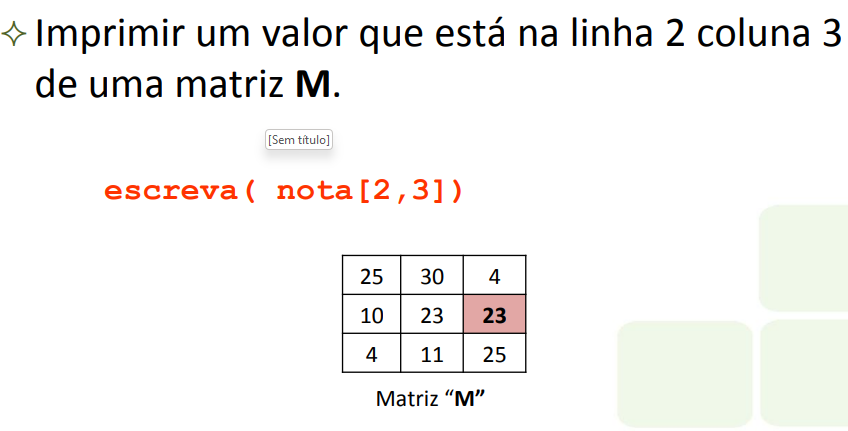 Imprimir um valor que está na linha 2 coluna 3
de uma matriz M.
[Sem título]
escreva( nota[2,3])
25 30 4
10 23 23
4 11 25
Matriz “M”